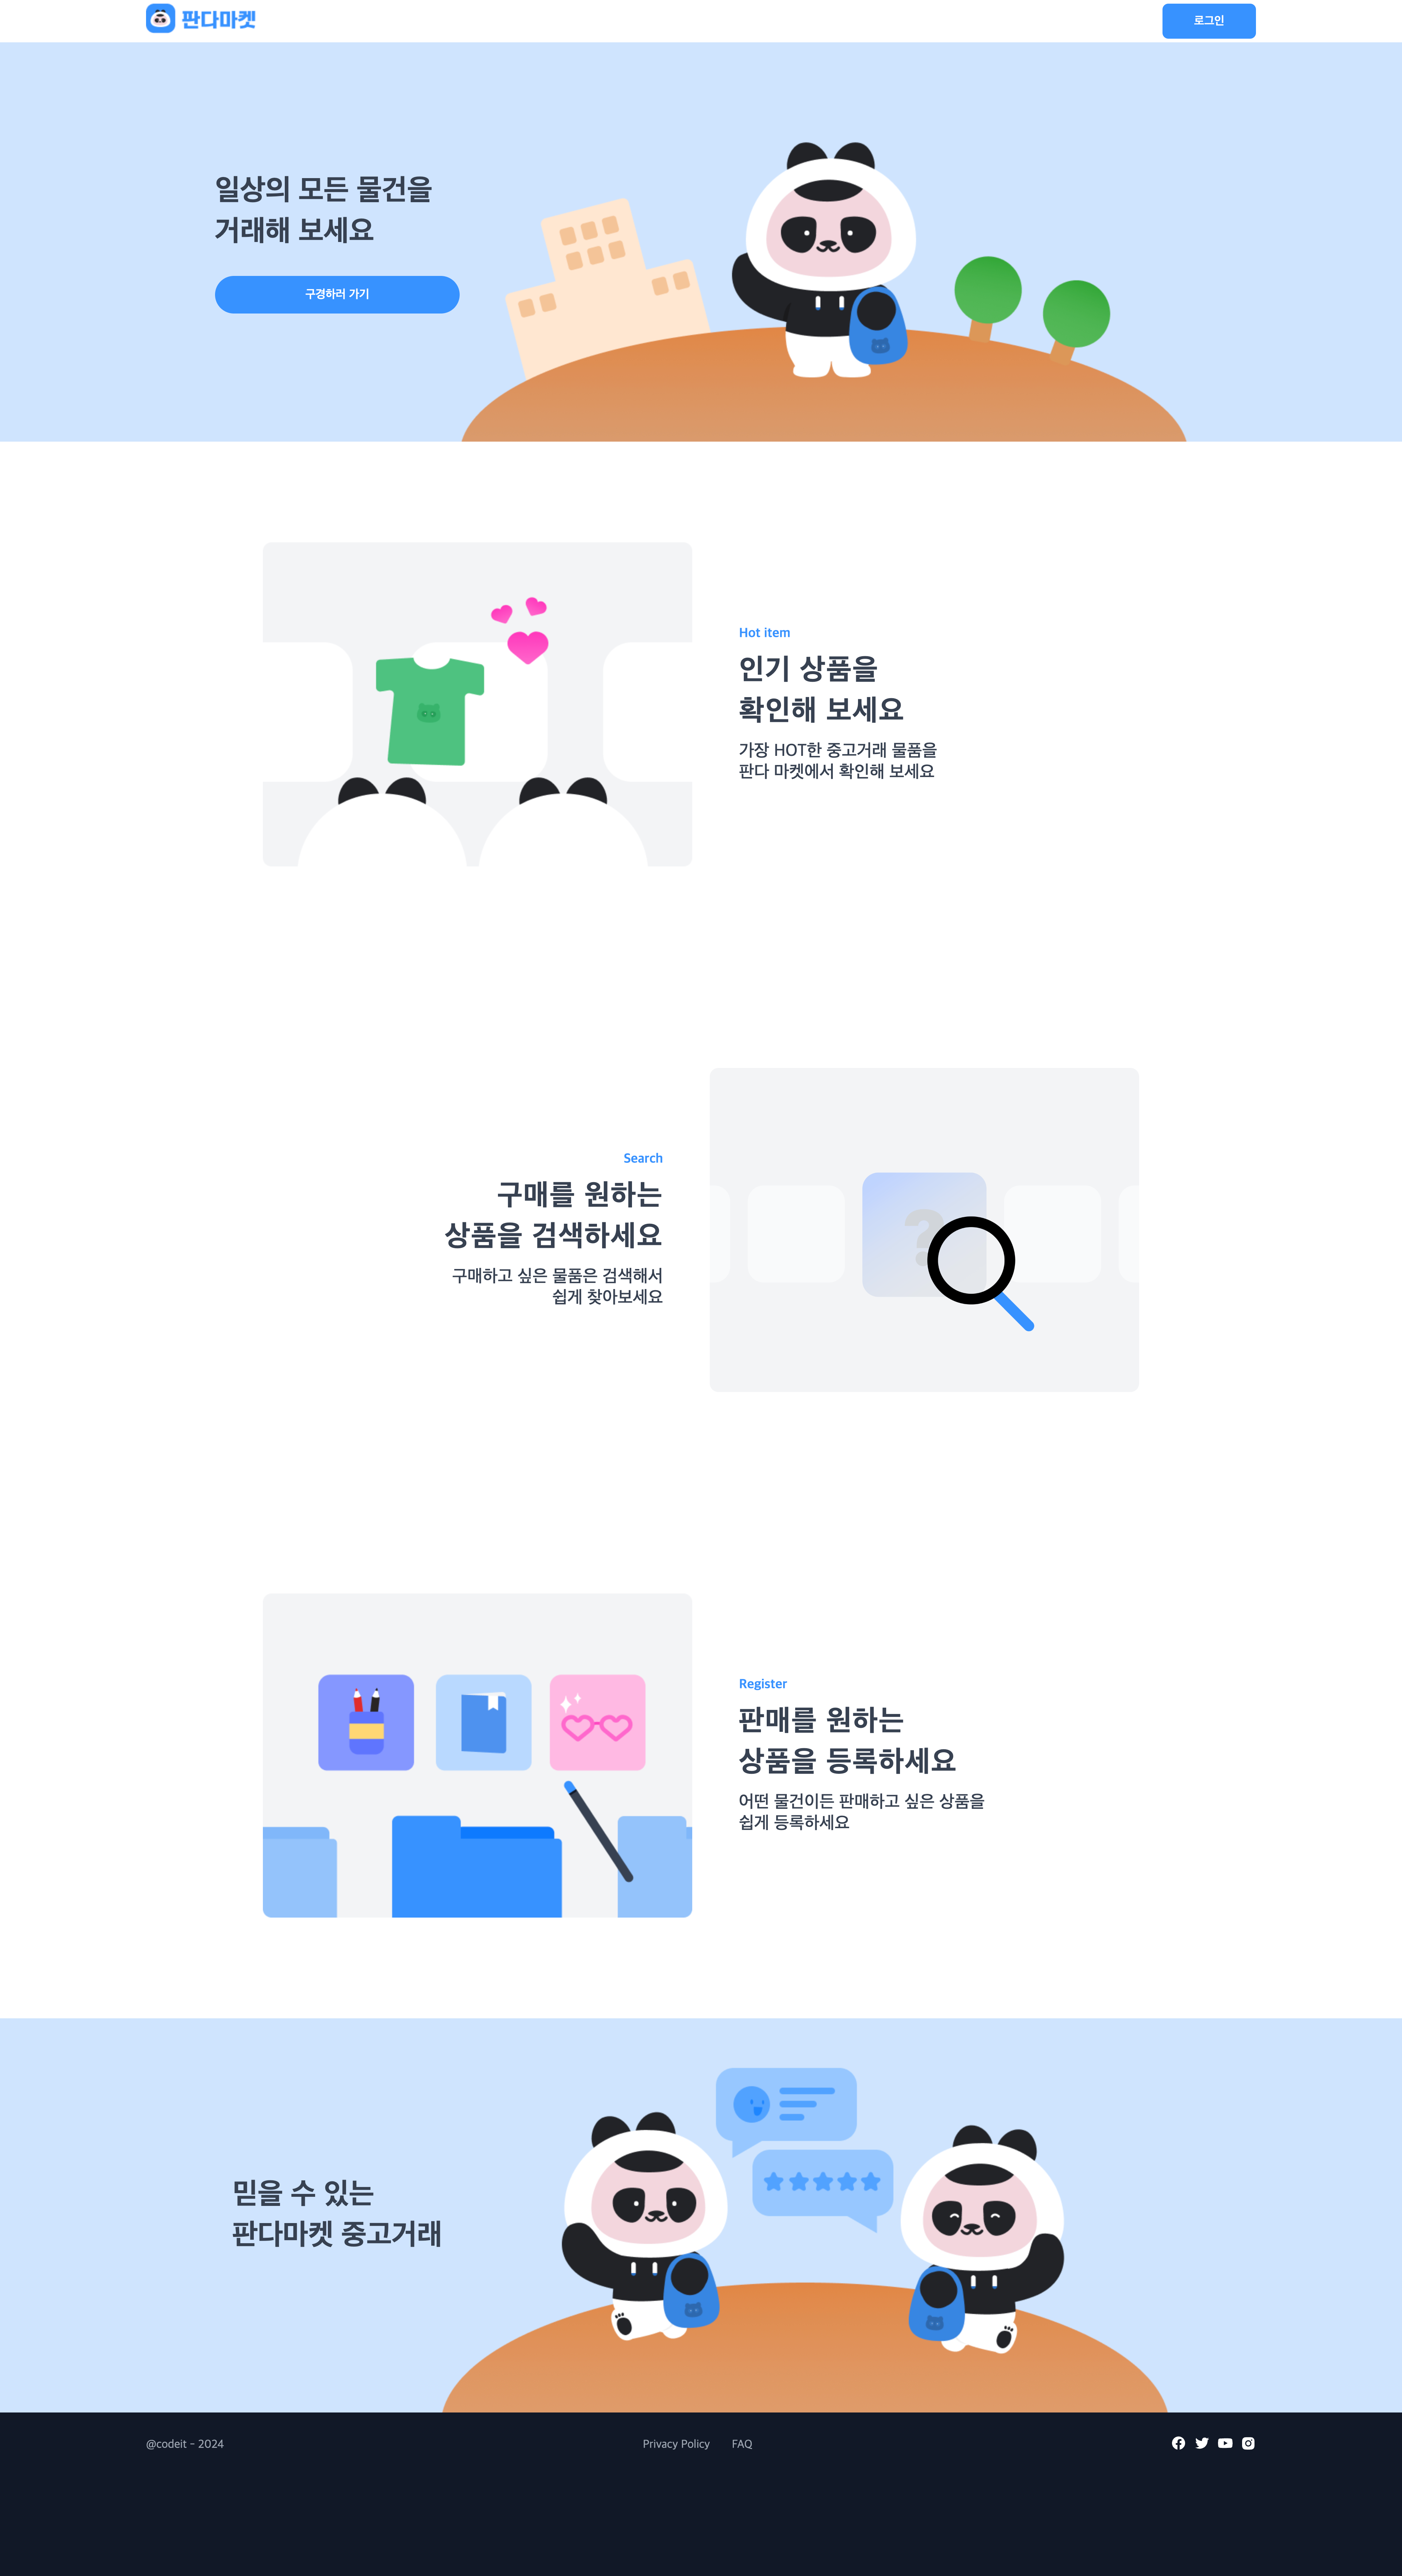 판다마켓
로그인
일상의 모든 물건을
거래해 보세요
구경하러 가기
Hot item
인기 상품을
확인해 보세요
가장 HOT한 중고거래 물품을
판다 마켓에서 확인해 보세요
Search
구매를 원하는
상품을 검색하세요
구매하고 싶은 물품은 검색해서
쉽게 찾아보세요
?
Register
판매를 원하는
상품을 등록하세요
어떤 물건이든 판매하고 싶은 상품을
쉽게 등록하세요
믿을 수 있는
판다마켓 중고거래
@codeit - 2024
Privacy Policy
FAQ